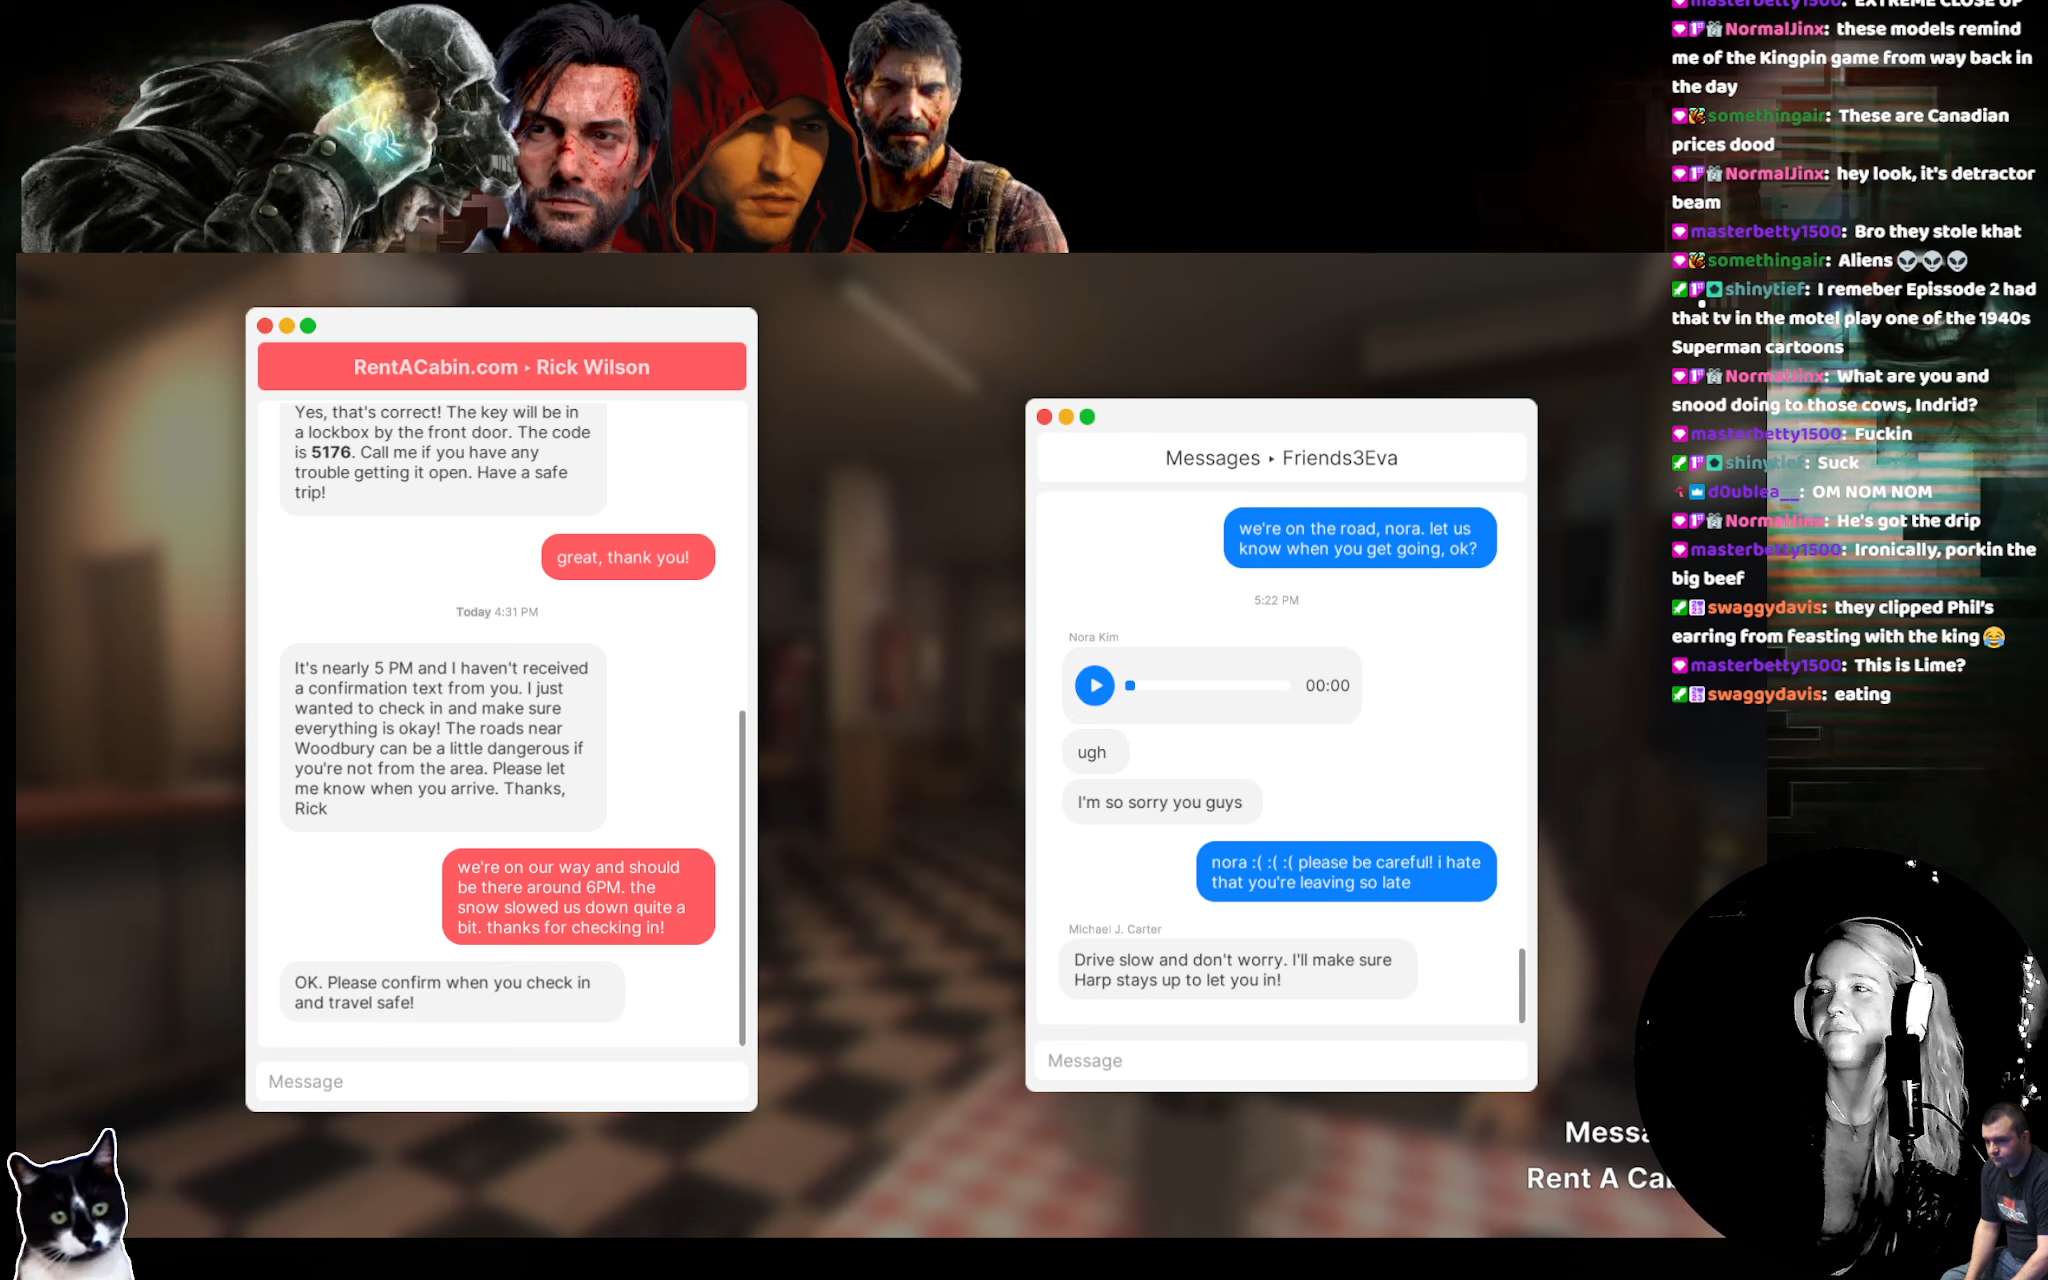 RentACabin.com ▸ Rick Wilson
Yes, that's correct! The key will be in
a lockbox by the front door. The code
is 5176. Call me if you have any
trouble getting it open. Have a safe
trip!
great, thank you!
Today 4:31 PM
It's nearly 5 PM and I haven't received
a confirmation text from you. I just
wanted to check in and make sure
everything is okay! The roads near
Woodbury can be a little dangerous if
you're not from the area. Please let
me know when you arrive. Thanks,
Rick
we're on our way and should
be there around 6PM. the
snow slowed us down quite a
bit. thanks for checking in!
OK. Please confirm when you check in
and travel safe!
Message
Messages ▸ Friends3Eva
we're on the road, nora. let us
know when you get going, ok?
5:22 PM
Nora Kim
00:00
ugh
I'm so sorry you guys
nora :( :( :( please be careful! i hate
that you're leaving so late
Michael J. Carter
Drive slow and don't worry. I'll make sure
Harp stays up to let you in!
Message
Messa
Rent A Ca
masterbetty1500: EXTREME CLOSE UP
NormalJinx: these models remind
me of the Kingpin game from way back in
the day
somethingair: These are Canadian
prices dood
NormalJinx: hey look, it's detractor
beam
masterbetty1500: Bro they stole khat
somethingair: Aliens 👽👽👽
shinytief: I remeber Epissode 2 had
that tv in the motel play one of the 1940s
Superman cartoons
NormalJinx: What are you and
snood doing to those cows, Indrid?
masterbetty1500: Fuckin
shinytief: Suck
d0ublea__: OM NOM NOM
NormalJinx: He's got the drip
masterbetty1500: Ironically, porkin the
big beef
swaggydavis: they clipped Phil's
earring from feasting with the king 😂
masterbetty1500: This is Lime?
swaggydavis: eating